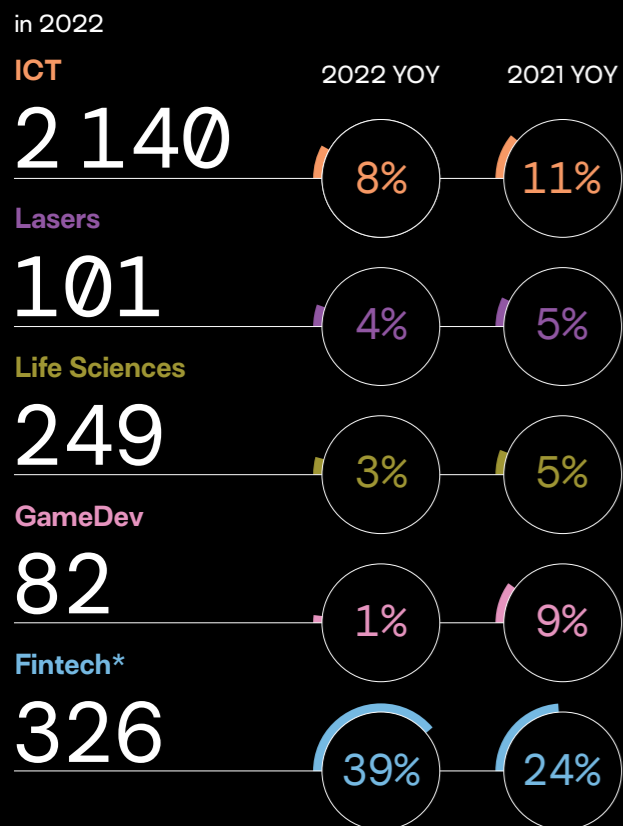 in 2022
ICT 2022 YOY 2021 YOY
2 140 8% 11%
Lasers
101 4% 5%
Life Sciences
249 3% 5%
GameDev
82 1% 9%
Fintech*
326 39% 24%